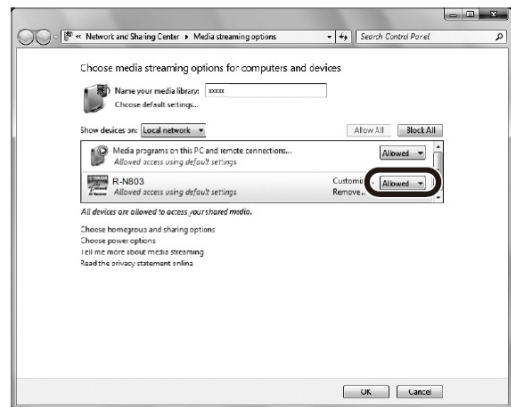 « Network and Sharing Center ▸ Media streaming options
Search Control Panel
Choose media streaming options for computers and devices
Name your media library: xxxxx
Choose default settings...
Show devices on: Local network
Allow All Block All
Media programs on this PC and remote connections...
Allowed access using default settings
Allowed
R-N803
Allowed access using default settings
Remove...
Allowed
All devices are allowed to access your shared media.
Choose homegroup and sharing options
Choose power options
Tell me more about media streaming
Read the privacy statement online
OK Cancel